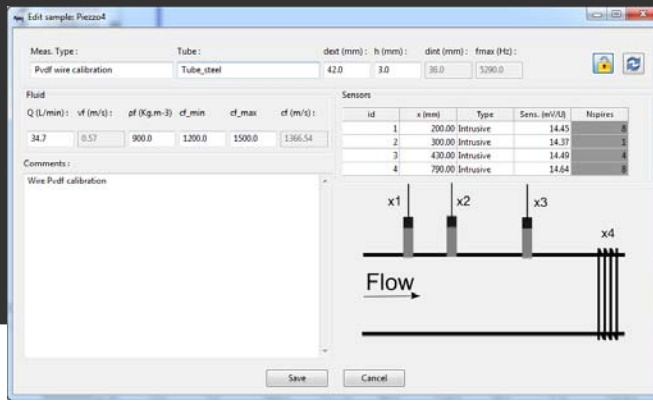 Edit sample: Piezzo4
Meas. Type : Tube : dext (mm) : h (mm) : dint (mm) : fmax (Hz) :
Pvdf wire calibration Tube_steel 42.0 3.0 36.0 5290.0
Fluid
Q (L/min) : vf (m/s) : ρf (Kg.m-3) cf_min cf_max cf (m/s) :
34.7 0.57 900.0 1200.0 1500.0 1366.54
Comments :
Wire Pvdf calibration
Sensors
id x (mm) Type Sens. (mV/U) Nspires
1 200.00 Intrusive 14.45 8
2 300.00 Intrusive 14.37 1
3 430.00 Intrusive 14.49 4
4 790.00 Intrusive 14.64 8
x1 x2 x3
x4
Flow
Save Cancel